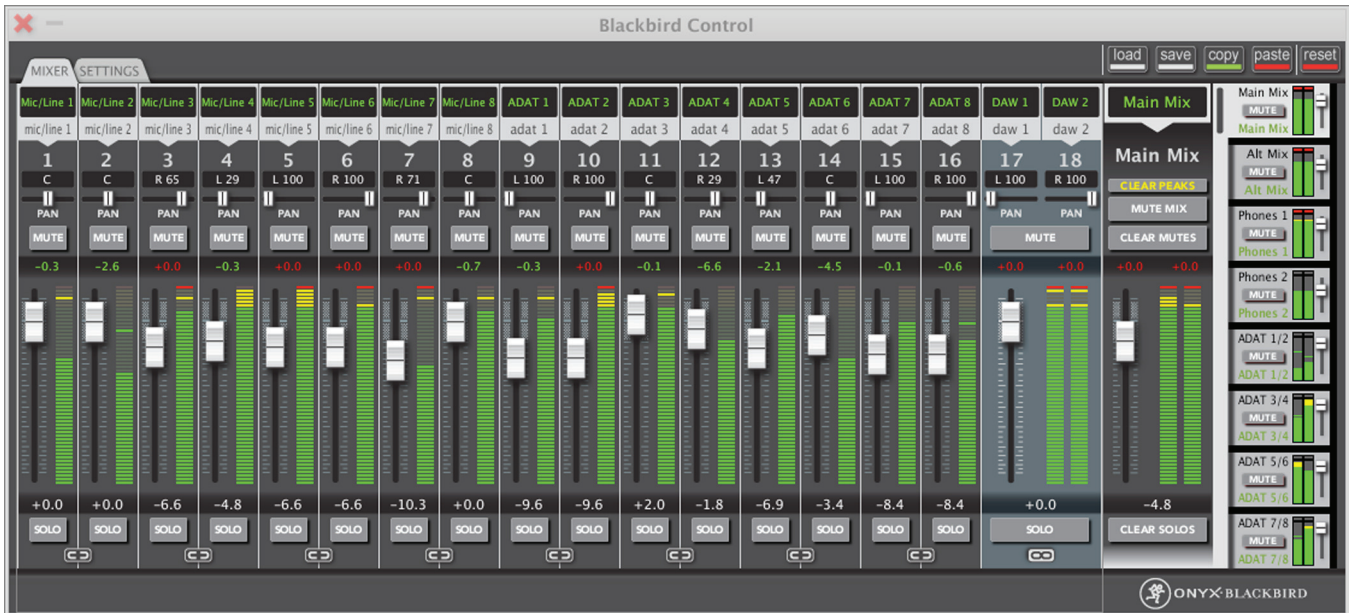 Blackbird Control
load save copy paste reset
MIXER SETTINGS
Mic/Line 1 Mic/Line 2 Mic/Line 3 Mic/Line 4 Mic/Line 5 Mic/Line 6 Mic/Line 7 Mic/Line 8 ADAT 1 ADAT 2 ADAT 3 ADAT 4 ADAT 5 ADAT 6 ADAT 7 ADAT 8 DAW 1 DAW 2 Main Mix
mic/line 1 mic/line 2 mic/line 3 mic/line 4 mic/line 5 mic/line 6 mic/line 7 mic/line 8 adat 1 adat 2 adat 3 adat 4 adat 5 adat 6 adat 7 adat 8 daw 1 daw 2
1 2 3 4 5 6 7 8 9 10 11 12 13 14 15 16 17 18 Main Mix
C C R 65 L 29 L 100 R 100 R 71 C L 100 R 100 C R 29 L 47 C L 100 R 100 L 100 R 100
CLEAR PEAKS
PAN PAN PAN PAN PAN PAN PAN PAN PAN PAN PAN PAN PAN PAN PAN PAN PAN PAN
MUTE MIX
MUTE MUTE MUTE MUTE MUTE MUTE MUTE MUTE MUTE MUTE MUTE MUTE MUTE MUTE MUTE MUTE MUTE CLEAR MUTES
-0.3 -2.6 +0.0 -0.3 +0.0 +0.0 +0.0 -0.7 -0.3 +0.0 -0.1 -6.6 -2.1 -4.5 -0.1 -0.6 +0.0 +0.0 +0.0 +0.0
+0.0 +0.0 -6.6 -4.8 -6.6 -6.6 -10.3 +0.0 -9.6 -9.6 +2.0 -1.8 -6.9 -3.4 -8.4 -8.4 +0.0 -4.8
SOLO SOLO SOLO SOLO SOLO SOLO SOLO SOLO SOLO SOLO SOLO SOLO SOLO SOLO SOLO SOLO SOLO CLEAR SOLOS
Main Mix
MUTE
Main Mix
Alt Mix
MUTE
Alt Mix
Phones 1
MUTE
Phones 1
Phones 2
MUTE
Phones 2
ADAT 1/2
MUTE
ADAT 1/2
ADAT 3/4
MUTE
ADAT 3/4
ADAT 5/6
MUTE
ADAT 5/6
ADAT 7/8
MUTE
ADAT 7/8
ONYX-BLACKBIRD